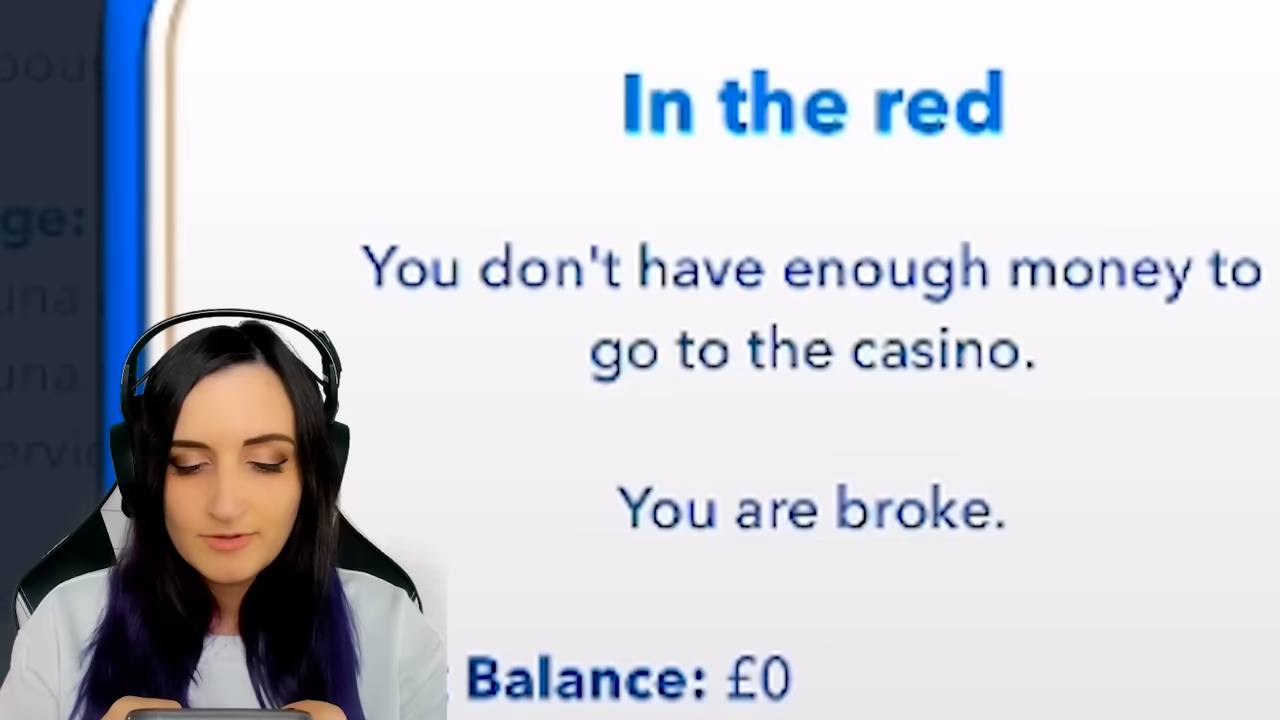 In the red
You don't have enough money to
go to the casino.
You are broke.
Balance: £0